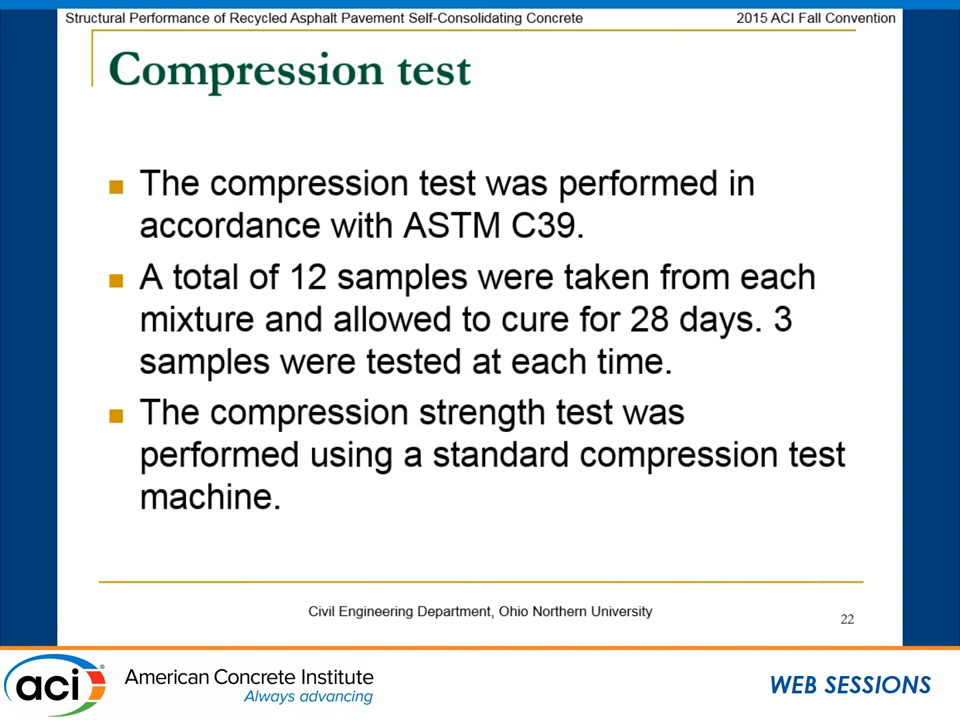 Structural Performance of Recycled Asphalt Pavement Self-Consolidating Concrete 2015 ACI Fall Convention
Compression test
The compression test was performed in
accordance with ASTM C39.
A total of 12 samples were taken from each
mixture and allowed to cure for 28 days. 3
samples were tested at each time.
The compression strength test was
performed using a standard compression test
machine.
Civil Engineering Department, Ohio Northern University
22
aci®
American Concrete Institute
Always advancing
WEB SESSIONS